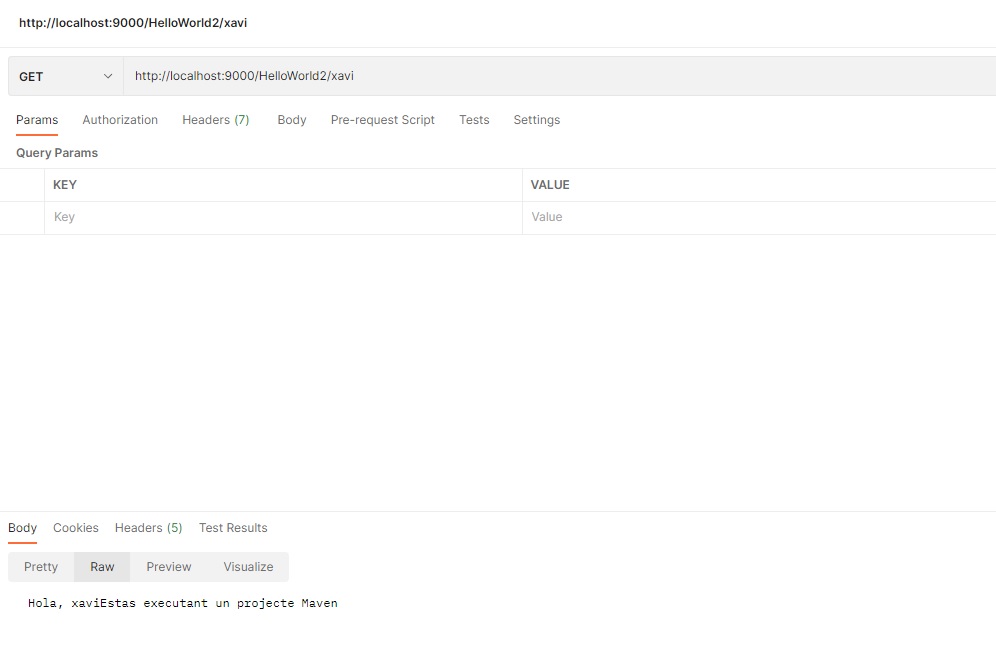 http://localhost:9000/HelloWorld2/xavi
GET http://localhost:9000/HelloWorld2/xavi
Params Authorization Headers (7) Body Pre-request Script Tests Settings
Query Params
KEY VALUE
Key Value
Body Cookies Headers (5) Test Results
Pretty Raw Preview Visualize
Hola, xaviEstas executant un projecte Maven